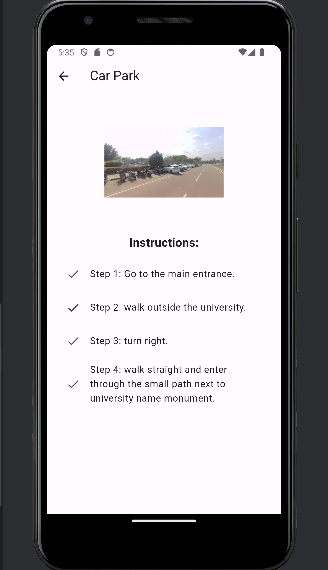 5:35
Car Park
Instructions:
Step 1: Go to the main entrance.
Step 2: walk outside the university.
Step 3: turn right.
Step 4: walk straight and enter
through the small path next to
university name monument.